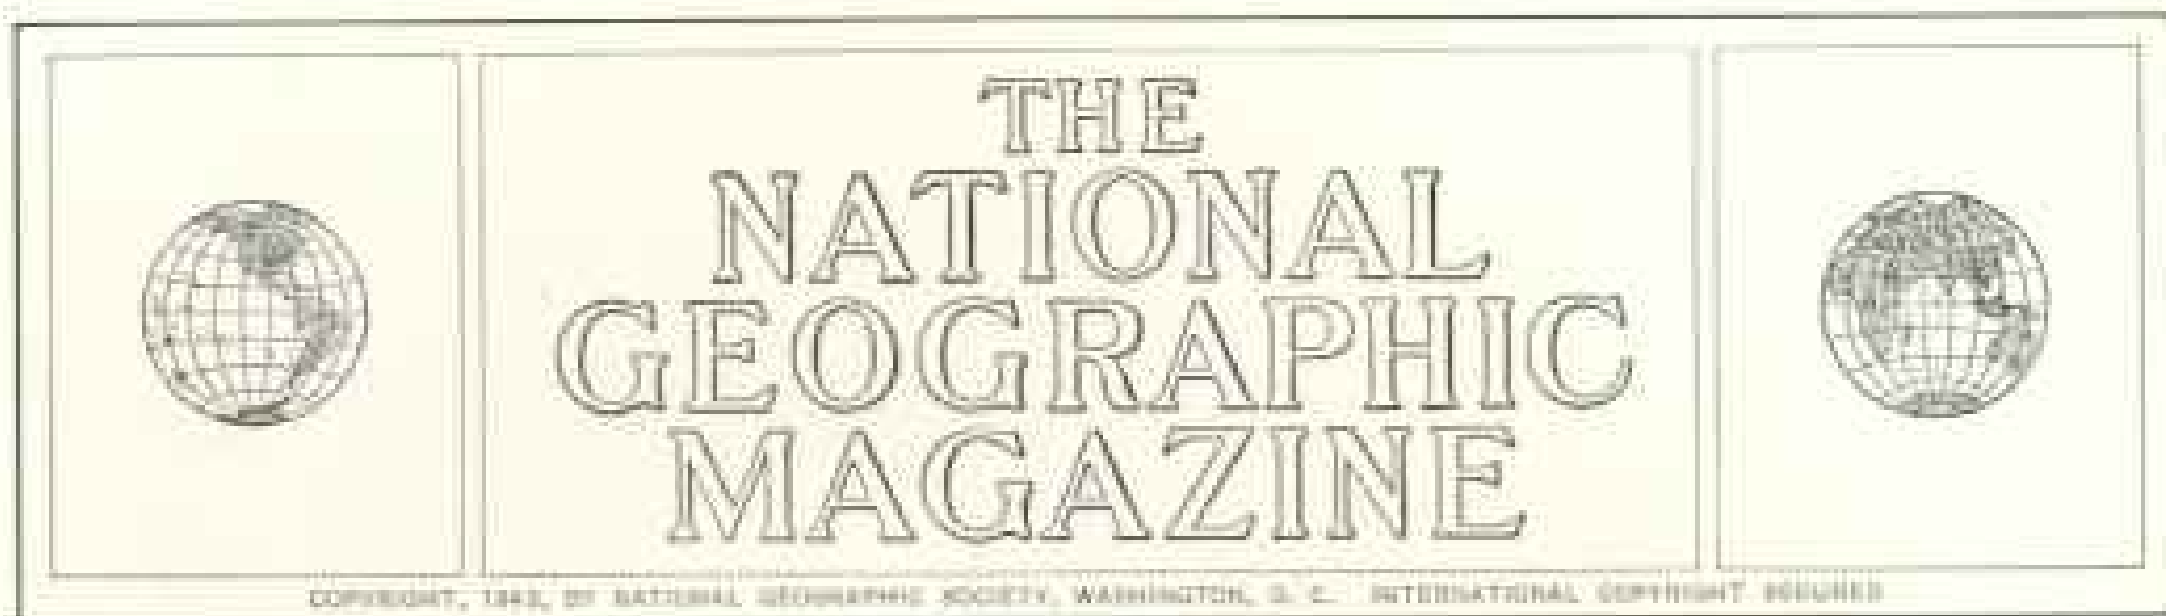 THE
NATIONAL
GEOGRAPHIC
MAGAZINE
COPYRIGHT, BY NATIONAL GEOGRAPHIC SOCIETY, WASHINGTON, D. C. INTERNATIONAL COPYRIGHT SECURED